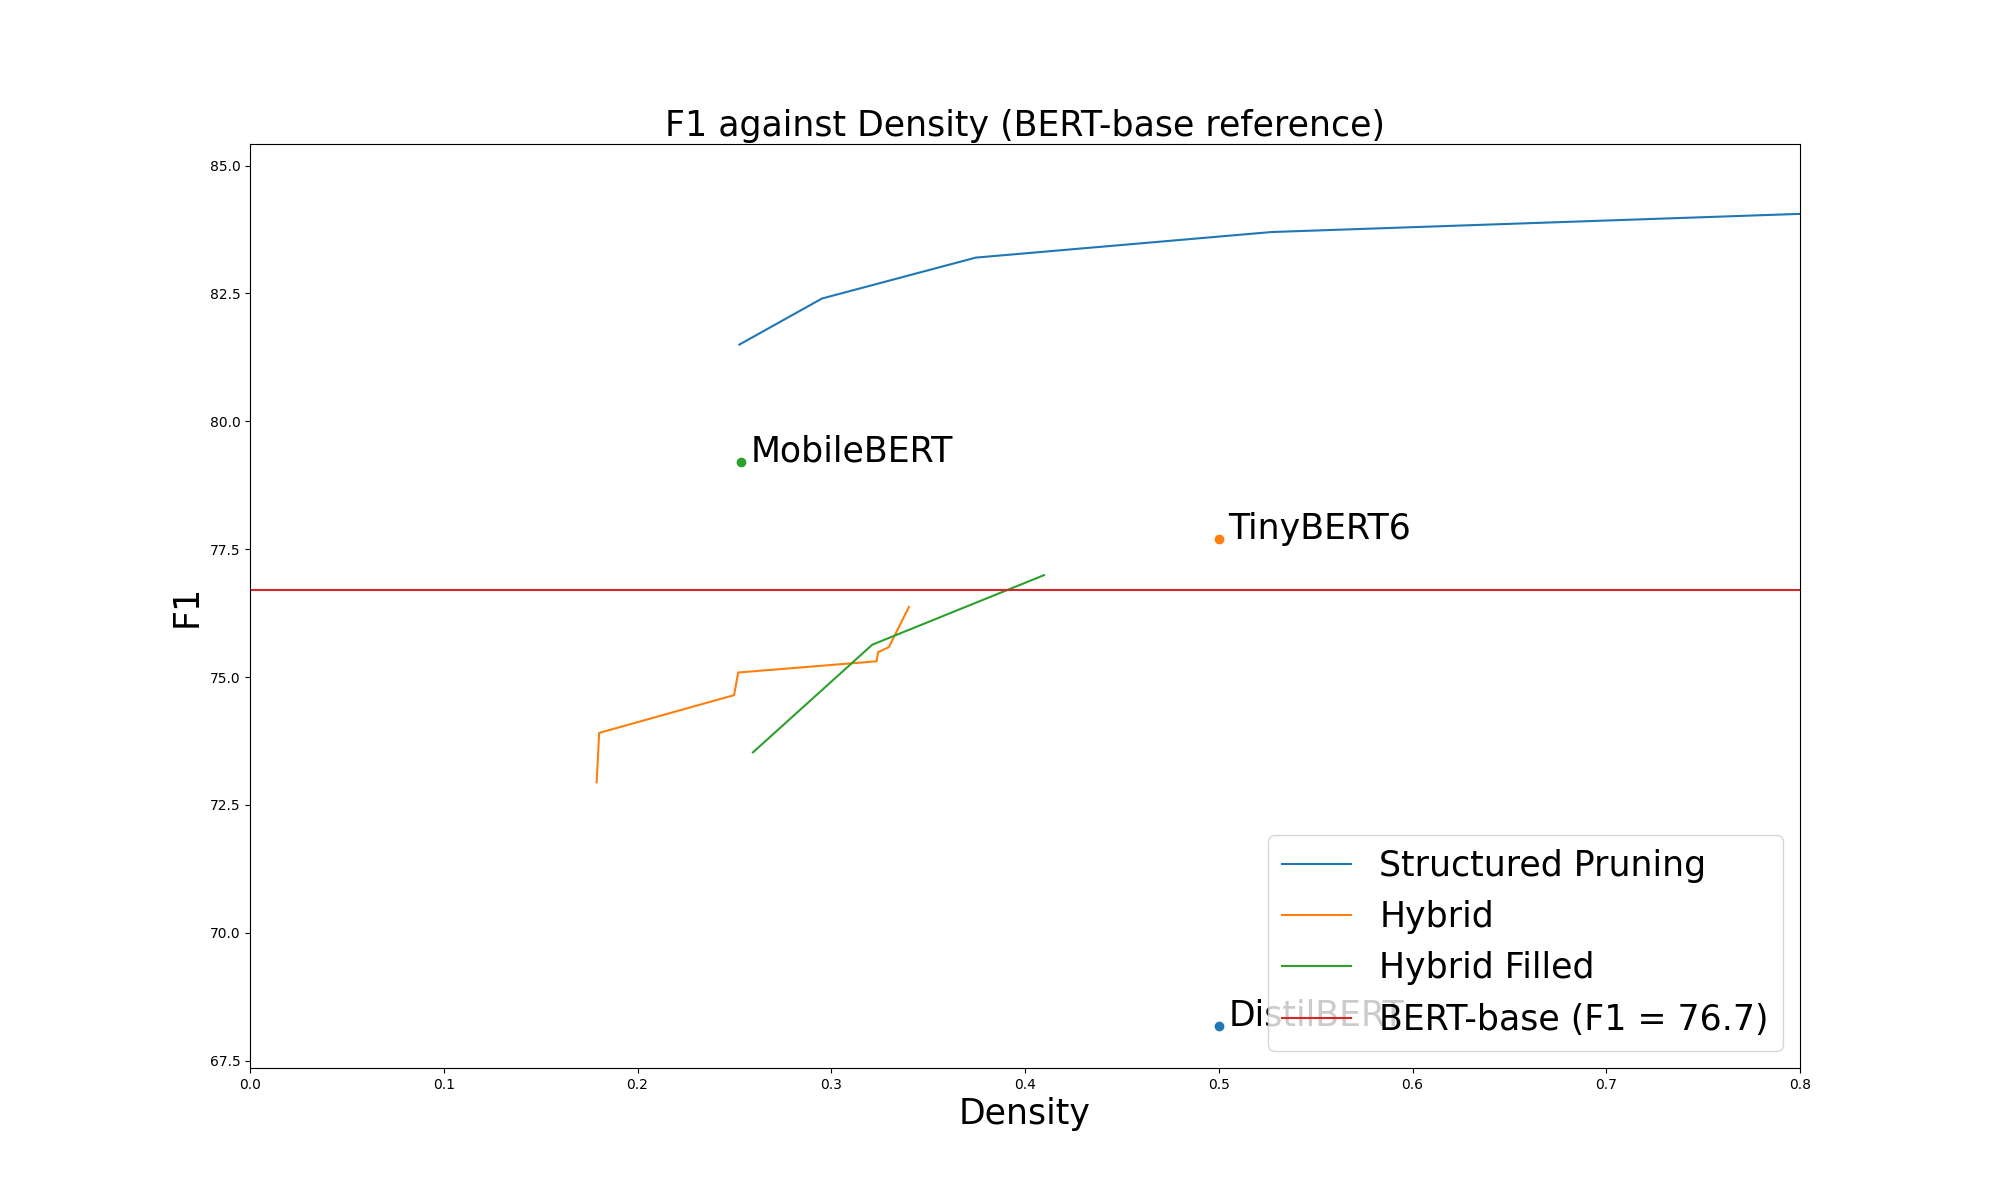 F1 against Density (BERT-base reference)
85.0
82.5
80.0
77.5
75.0
72.5
70.0
67.5
F1
MobileBERT
TinyBERT6
DistilBERT
Structured Pruning
Hybrid
Hybrid Filled
BERT-base (F1 = 76.7)
0.0 0.1 0.2 0.3 0.4 0.5 0.6 0.7 0.8
Density